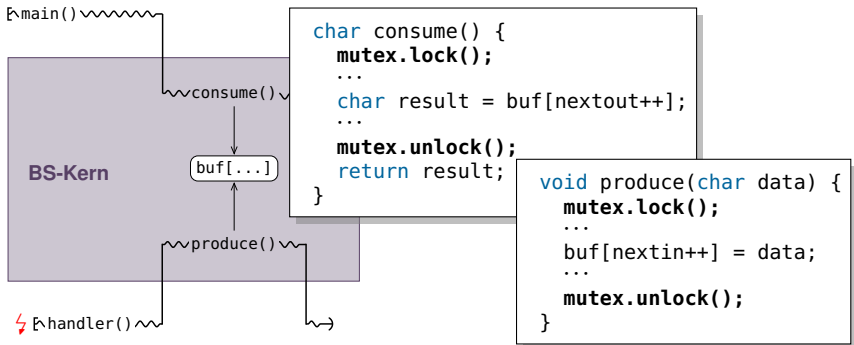 main()
consume()
buf[...]
BS-Kern
produce()
handler()
char consume() {
mutex.lock();
...
char result = buf[nextout++];
...
mutex.unlock();
return result;
}
void produce(char data) {
mutex.lock();
...
buf[nextin++] = data;
...
mutex.unlock();
}